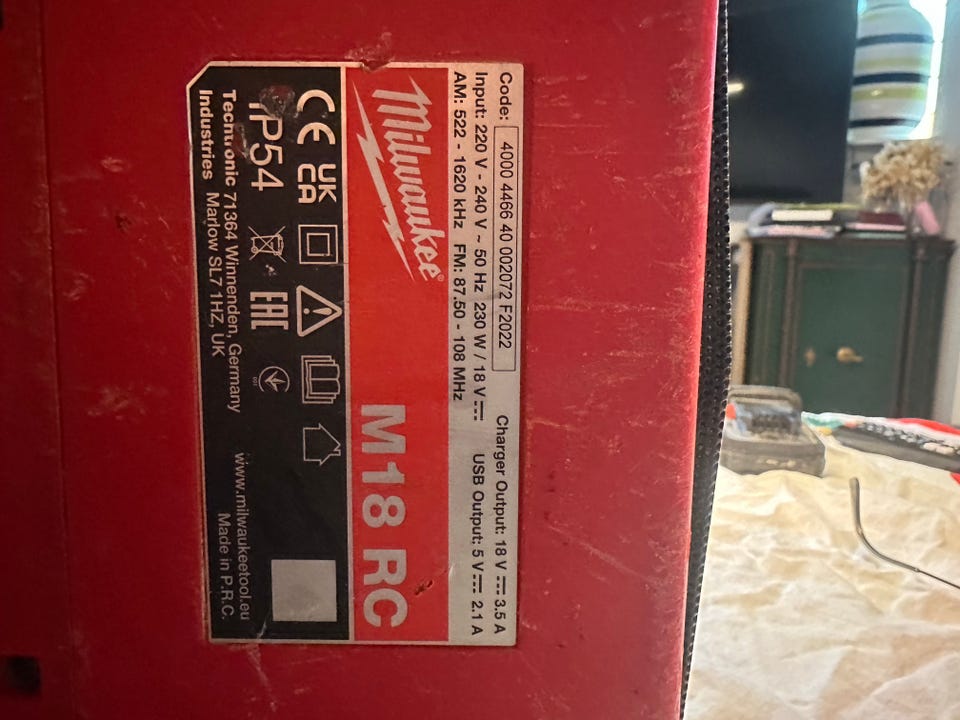 Code: 4000 4466 40 002072 F2022 Charger Output: 18 V 3.5 A
Input: 220 V - 240 V ~ 50 Hz 230 W / 18 V USB Output: 5 V 2.1 A
AM: 522 - 1620 kHz FM: 87.50 - 108 MHz
Milwaukee
M18 RC
CE UK CA
IP54 EAC
Techtronic Industries
71364 Winnenden, Germany
Marlow SL7 1HZ, UK
www.milwaukeetool.eu
Made in P.R.C.